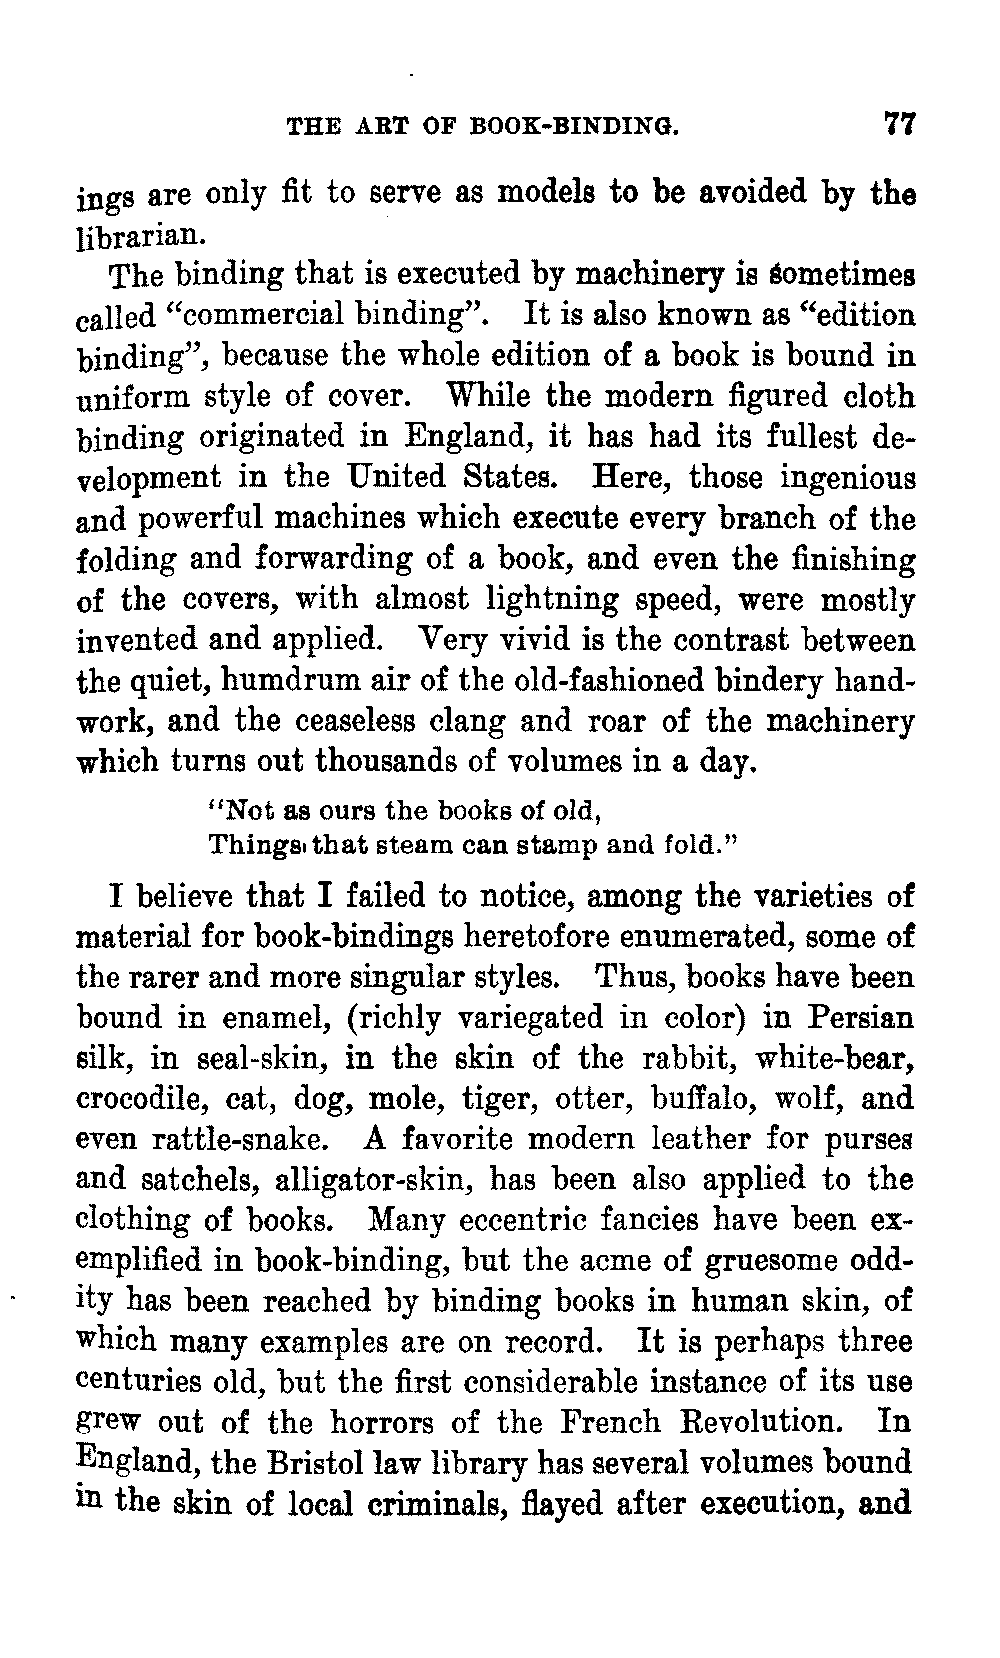 THE ART OF BOOK-BINDING. 77
ings are only fit to serve as models to be avoided by the
librarian.
The binding that is executed by machinery is sometimes
called “commercial binding”. It is also known as “edition
binding”, because the whole edition of a book is bound in
uniform style of cover. While the modern figured cloth
binding originated in England, it has had its fullest de-
velopment in the United States. Here, those ingenious
and powerful machines which execute every branch of the
folding and forwarding of a book, and even the finishing
of the covers, with almost lightning speed, were mostly
invented and applied. Very vivid is the contrast between
the quiet, humdrum air of the old-fashioned bindery hand-
work, and the ceaseless clang and roar of the machinery
which turns out thousands of volumes in a day.
“Not as ours the books of old,
Things that steam can stamp and fold.”
I believe that I failed to notice, among the varieties of
material for book-bindings heretofore enumerated, some of
the rarer and more singular styles. Thus, books have been
bound in enamel, (richly variegated in color) in Persian
silk, in seal-skin, in the skin of the rabbit, white-bear,
crocodile, cat, dog, mole, tiger, otter, buffalo, wolf, and
even rattle-snake. A favorite modern leather for purses
and satchels, alligator-skin, has been also applied to the
clothing of books. Many eccentric fancies have been ex-
emplified in book-binding, but the acme of gruesome odd-
ity has been reached by binding books in human skin, of
which many examples are on record. It is perhaps three
centuries old, but the first considerable instance of its use
grew out of the horrors of the French Revolution. In
England, the Bristol law library has several volumes bound
in the skin of local criminals, flayed after execution, and